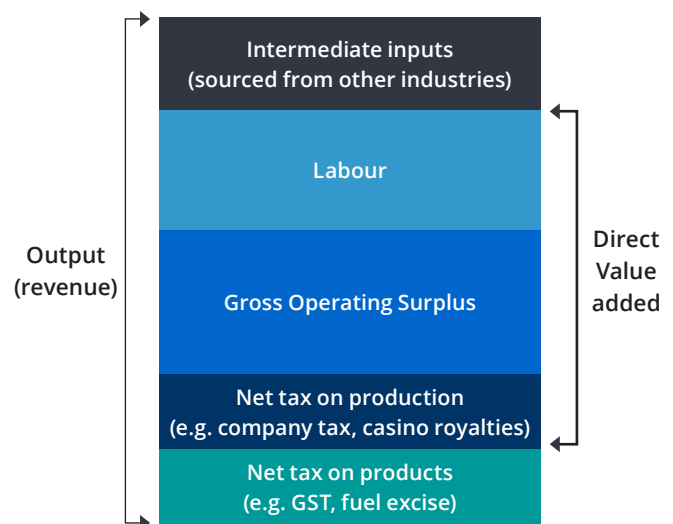 Intermediate inputs
(sourced from other industries)
Labour
Output
(revenue)
Gross Operating Surplus
Direct
Value
added
Net tax on production
(e.g. company tax, casino royalties)
Net tax on products
(e.g. GST, fuel excise)